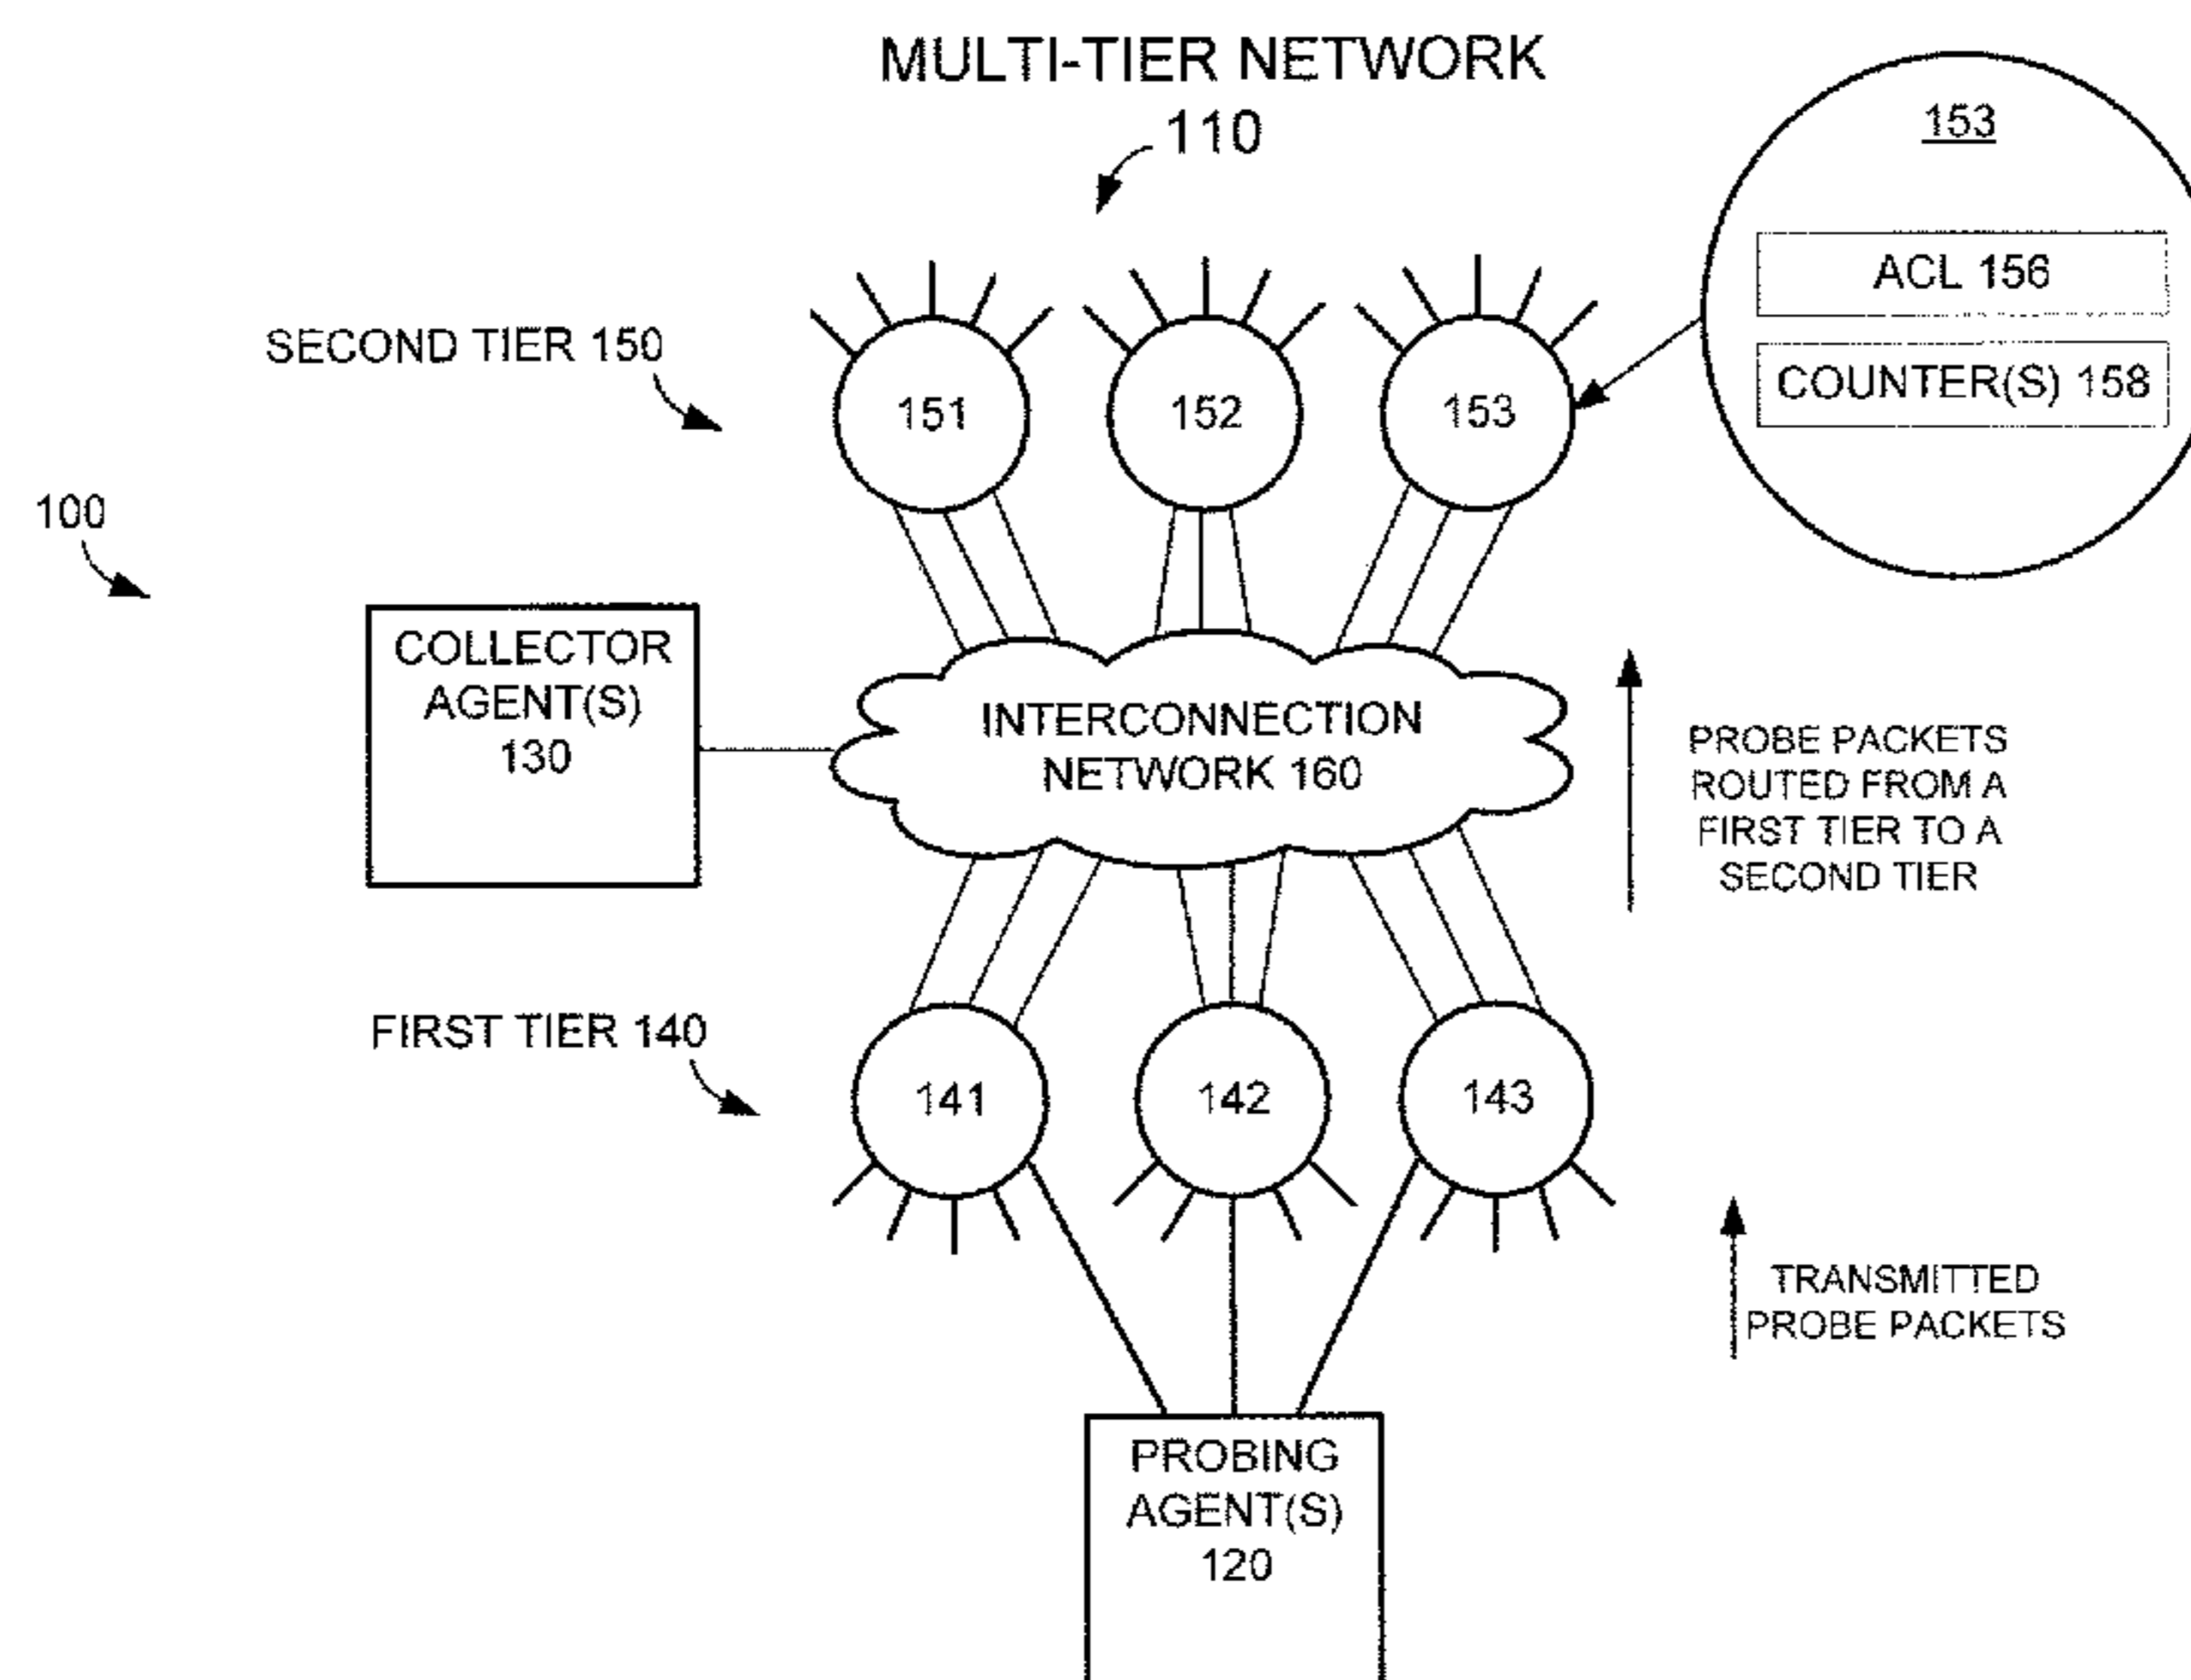 MULTI-TIER NETWORK
110
153
ACL 156
COUNTER(S) 158
SECOND TIER 150
151
152
153
100
COLLECTOR
AGENT(S)
130
INTERCONNECTION
NETWORK 160
PROBE PACKETS
ROUTED FROM A
FIRST TIER TO A
SECOND TIER
FIRST TIER 140
141
142
143
TRANSMITTED
PROBE PACKETS
PROBING
AGENT(S)
120